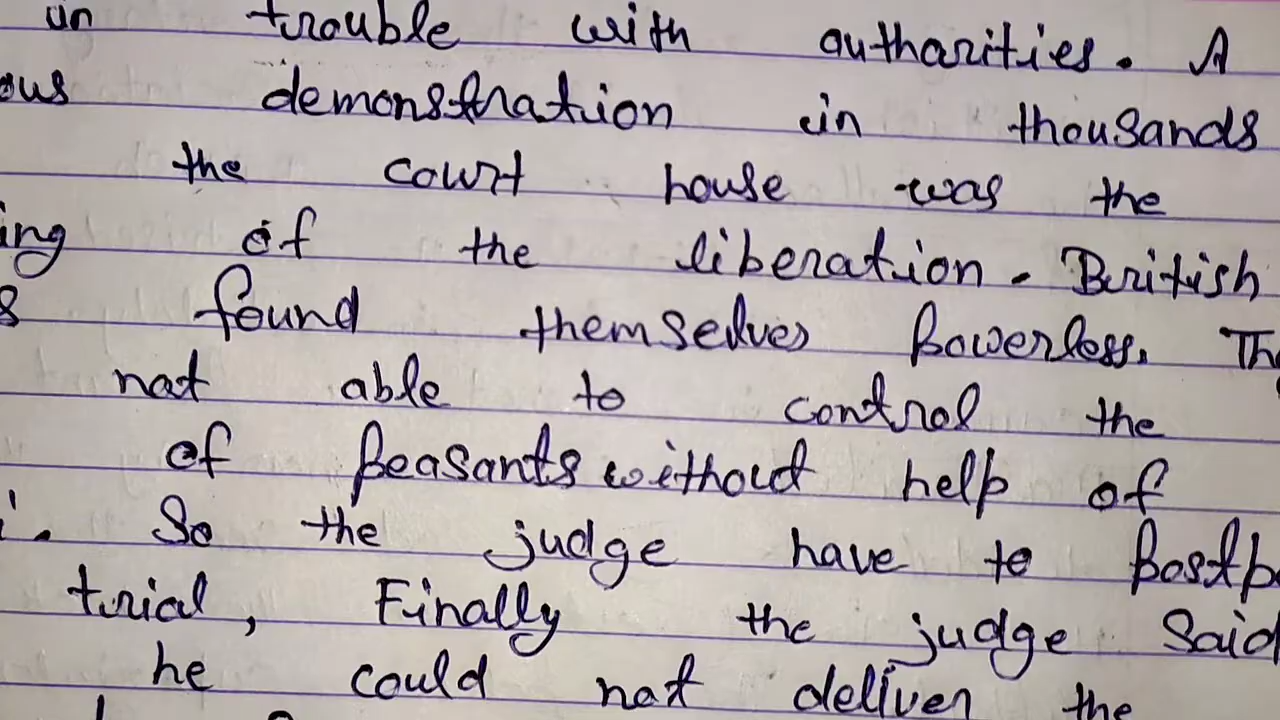 in trouble with autharities. A
ous demonstration in thousands
the court house was the
ing of the liberation. British
s found themselves powerless. Th
nat able to control the
of peasants without help of
i. So the judge have to postp
trial, Finally the judge said
he could not deliver the